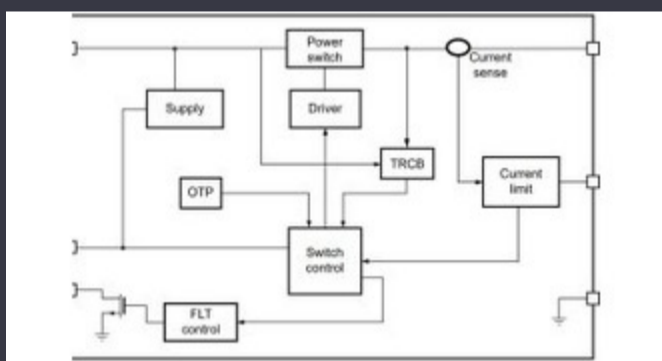 Power
switch
Current
sense
Supply
Driver
TRCB
Current
limit
OTP
Switch
control
FLT
control